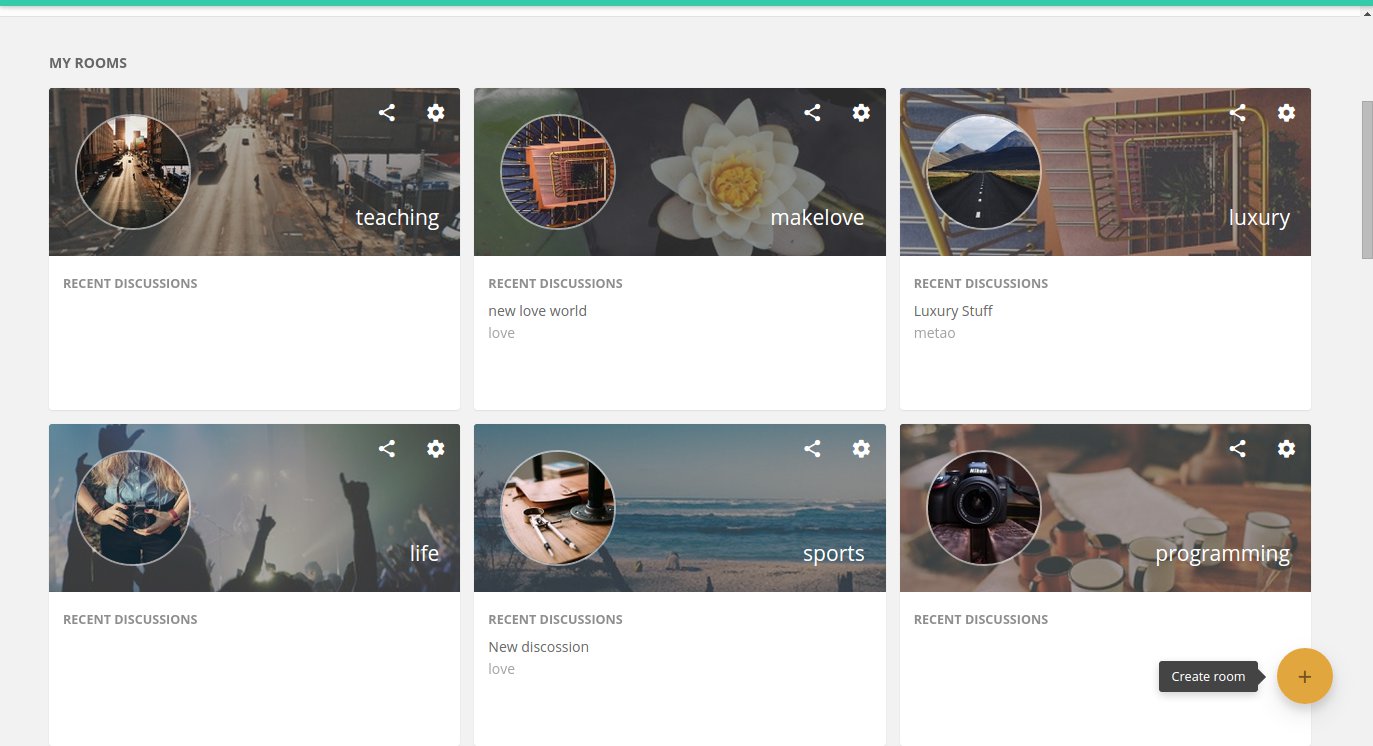 MY ROOMS
teaching
makelove
luxury
RECENT DISCUSSIONS
RECENT DISCUSSIONS
new love world
love
RECENT DISCUSSIONS
Luxury Stuff
metao
life
sports
Nikon
programming
RECENT DISCUSSIONS
RECENT DISCUSSIONS
New discossion
love
RECENT DISCUSSIONS
Create room